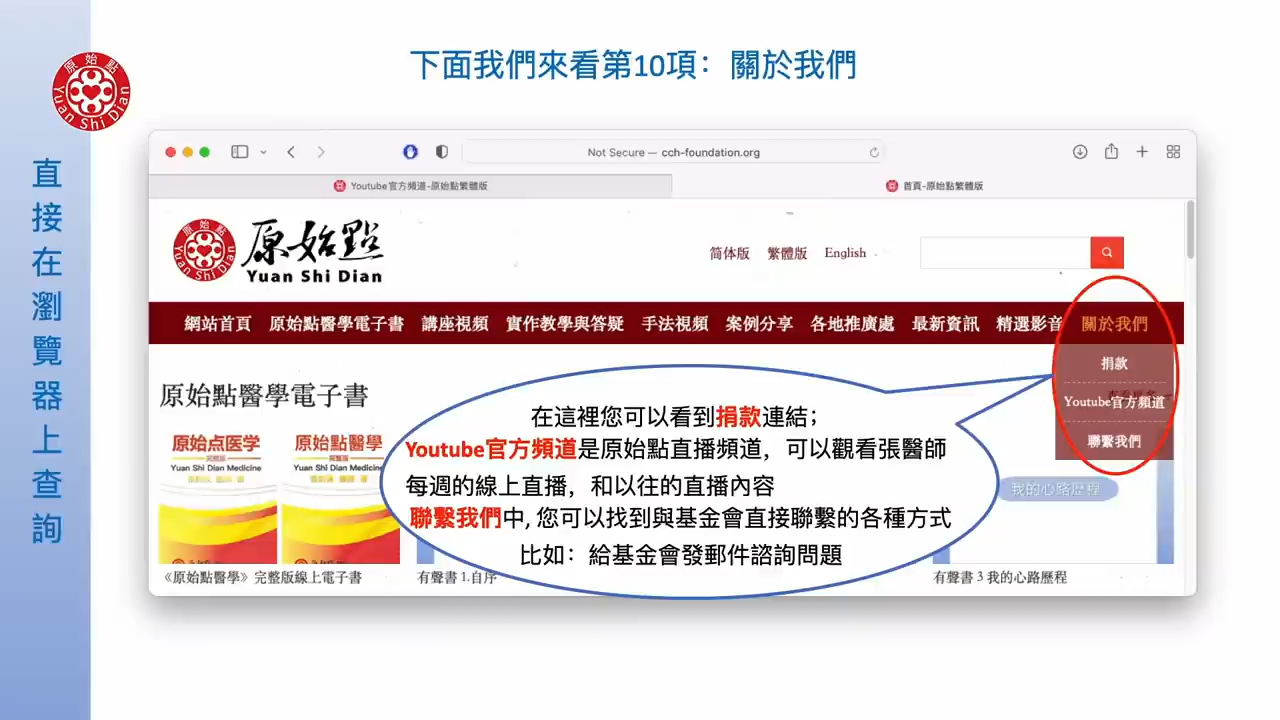 下面我們來看第10項：關於我們
原始點
Yuan Shi Dian
直接在瀏覽器上查詢
Not Secure — cch-foundation.org
Youtube官方頻道-原始點繁體版
首頁-原始點繁體版
原始點
Yuan Shi Dian
原始點
Yuan Shi Dian
简体版 繁體版 English
網站首頁 原始點醫學電子書 講座視頻 實作教學與答疑 手法視頻 案例分享 各地推廣處 最新資訊 精選影音 關於我們
捐款
Youtube官方頻道
聯繫我們
原始點醫學電子書
原始点医学
完整版
Yuan Shi Dian Medicine
原始點醫學
完整版
Yuan Shi Dian Medicine
在這裡您可以看到捐款連結；
Youtube官方頻道是原始點直播頻道，可以觀看張醫師
每週的線上直播，和以往的直播內容
聯繫我們中,您可以找到與基金會直接聯繫的各種方式
比如：給基金會發郵件諮詢問題
我的心路歷程
《原始點醫學》完整版線上電子書
有聲書 1.自序
有聲書 3 我的心路歷程